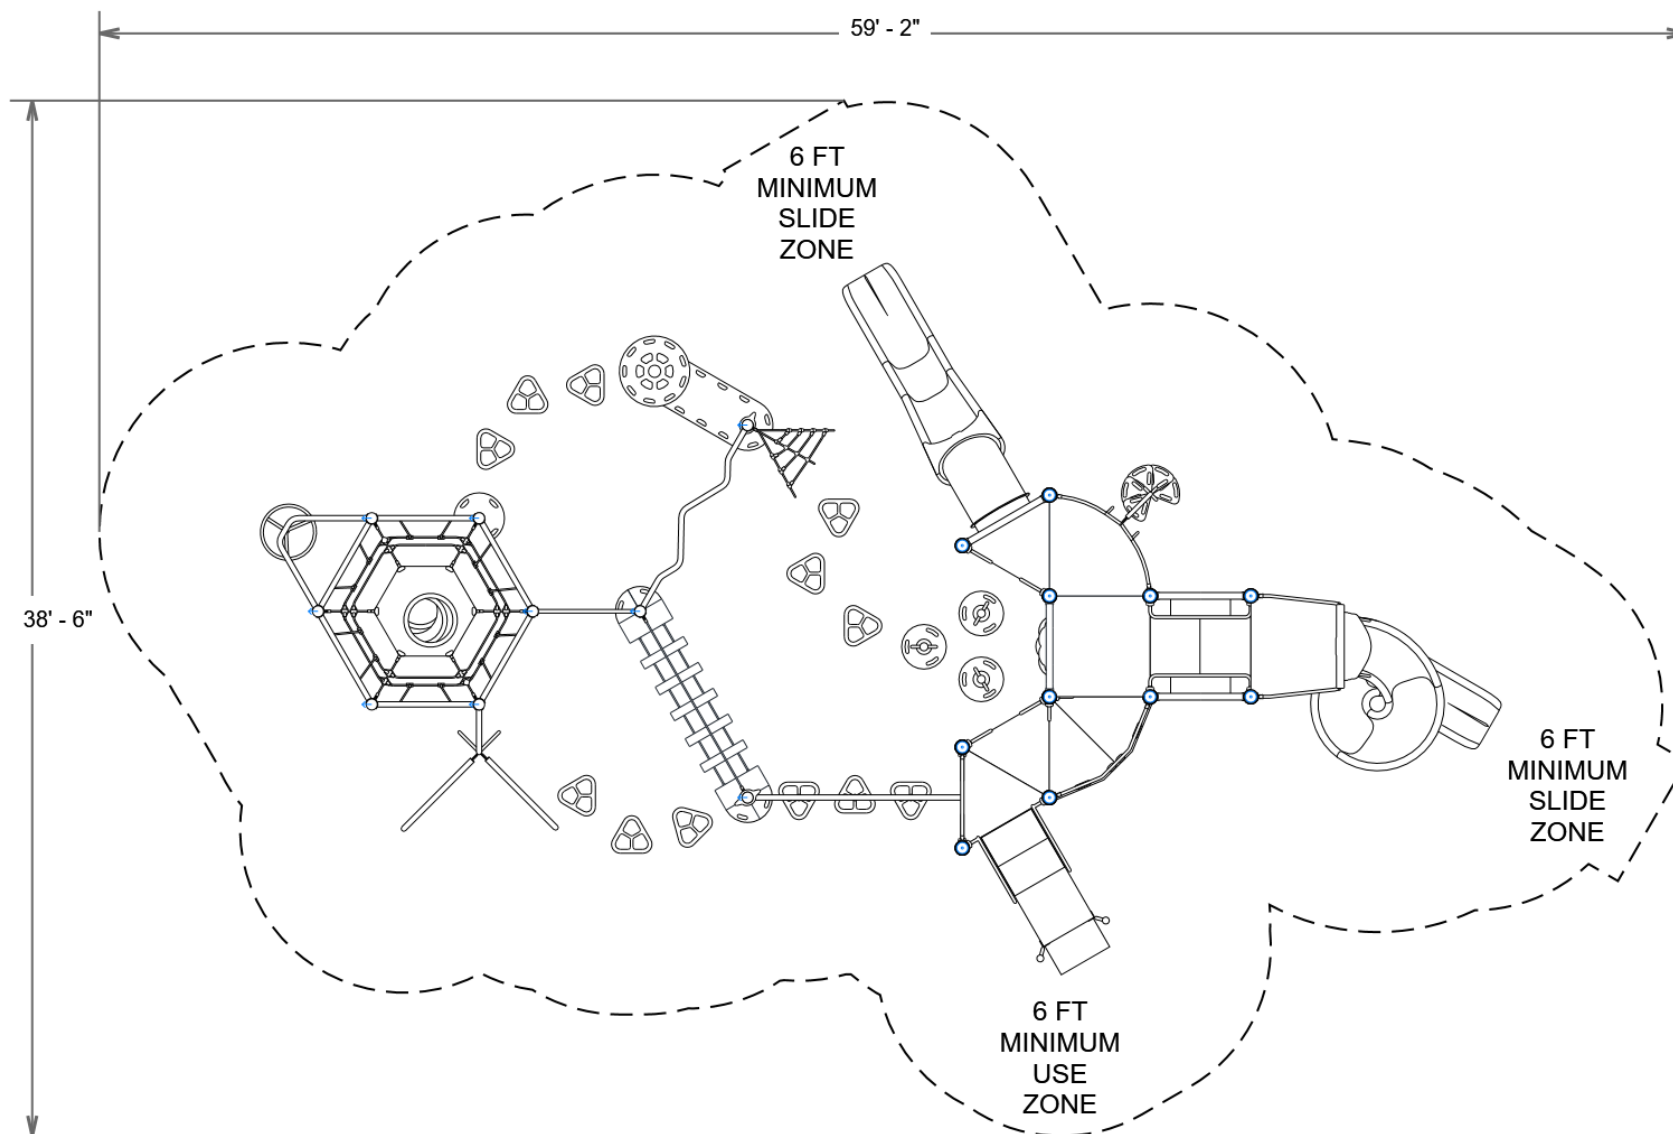 59' - 2"
6 FT
MINIMUM
SLIDE
ZONE
38' - 6"
6 FT
MINIMUM
SLIDE
ZONE
6 FT
MINIMUM
USE
ZONE